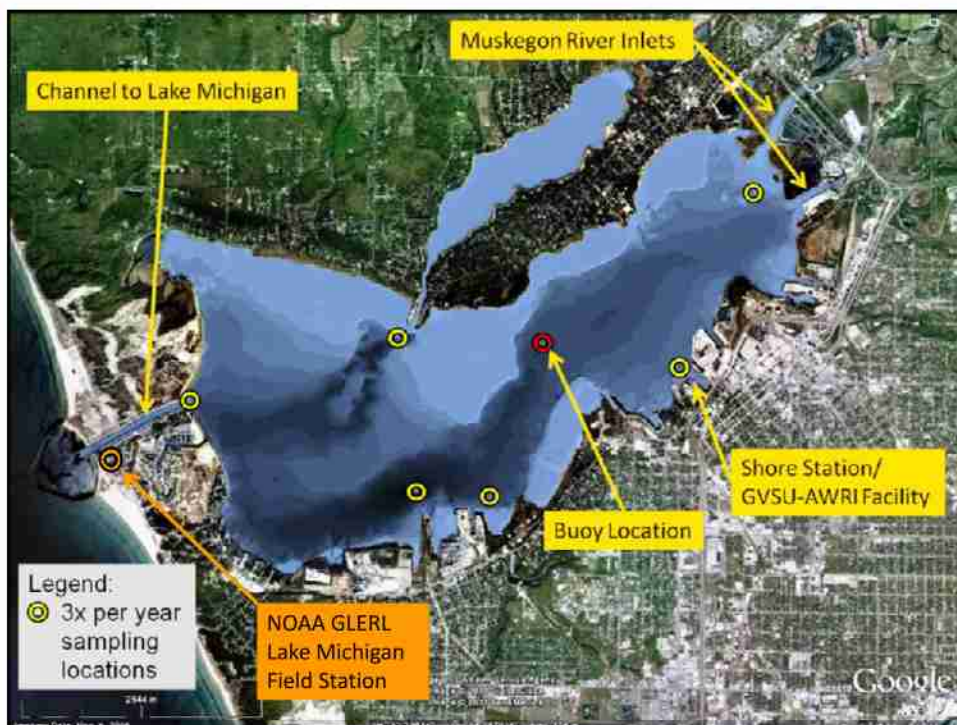 Muskegon River Inlets
Channel to Lake Michigan
Shore Station/
GVSU-AWRI Facility
Buoy Location
Legend:
3x per year
sampling
locations
NOAA GLERL
Lake Michigan
Field Station
Google